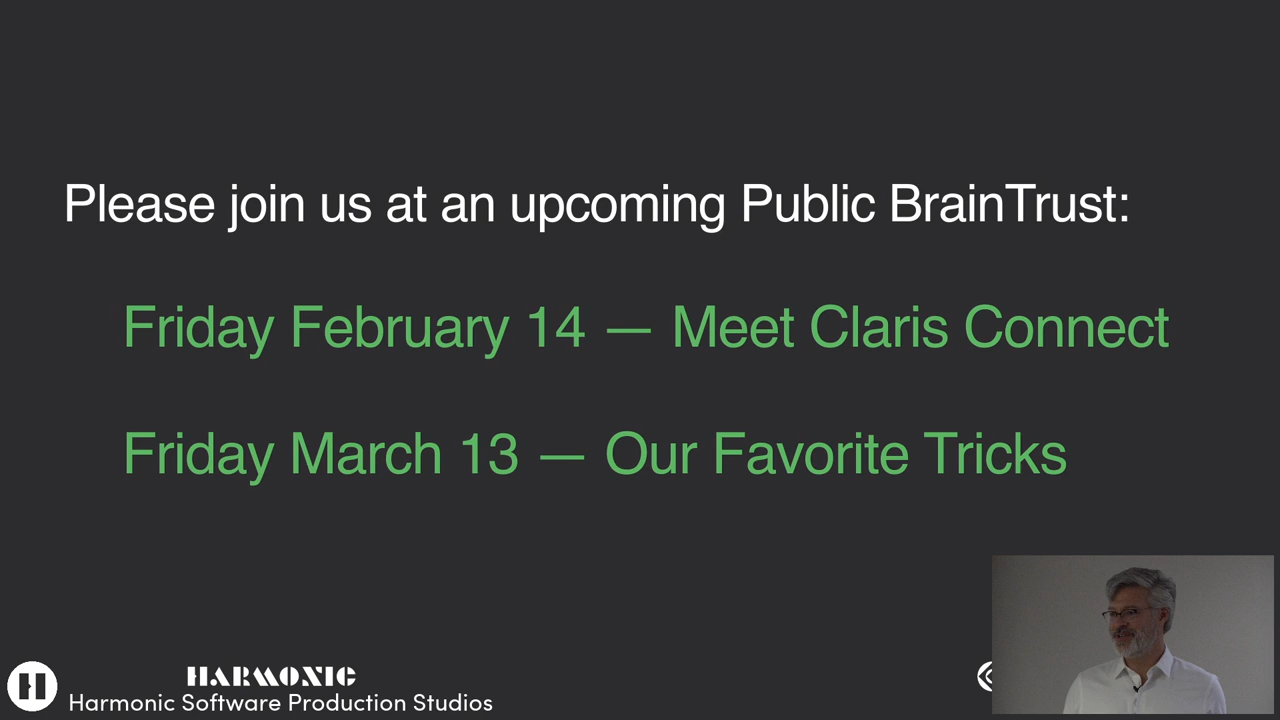 Please join us at an upcoming Public BrainTrust:
Friday February 14 — Meet Claris Connect
Friday March 13 — Our Favorite Tricks
HARMONIC
H
Harmonic Software Production Studios